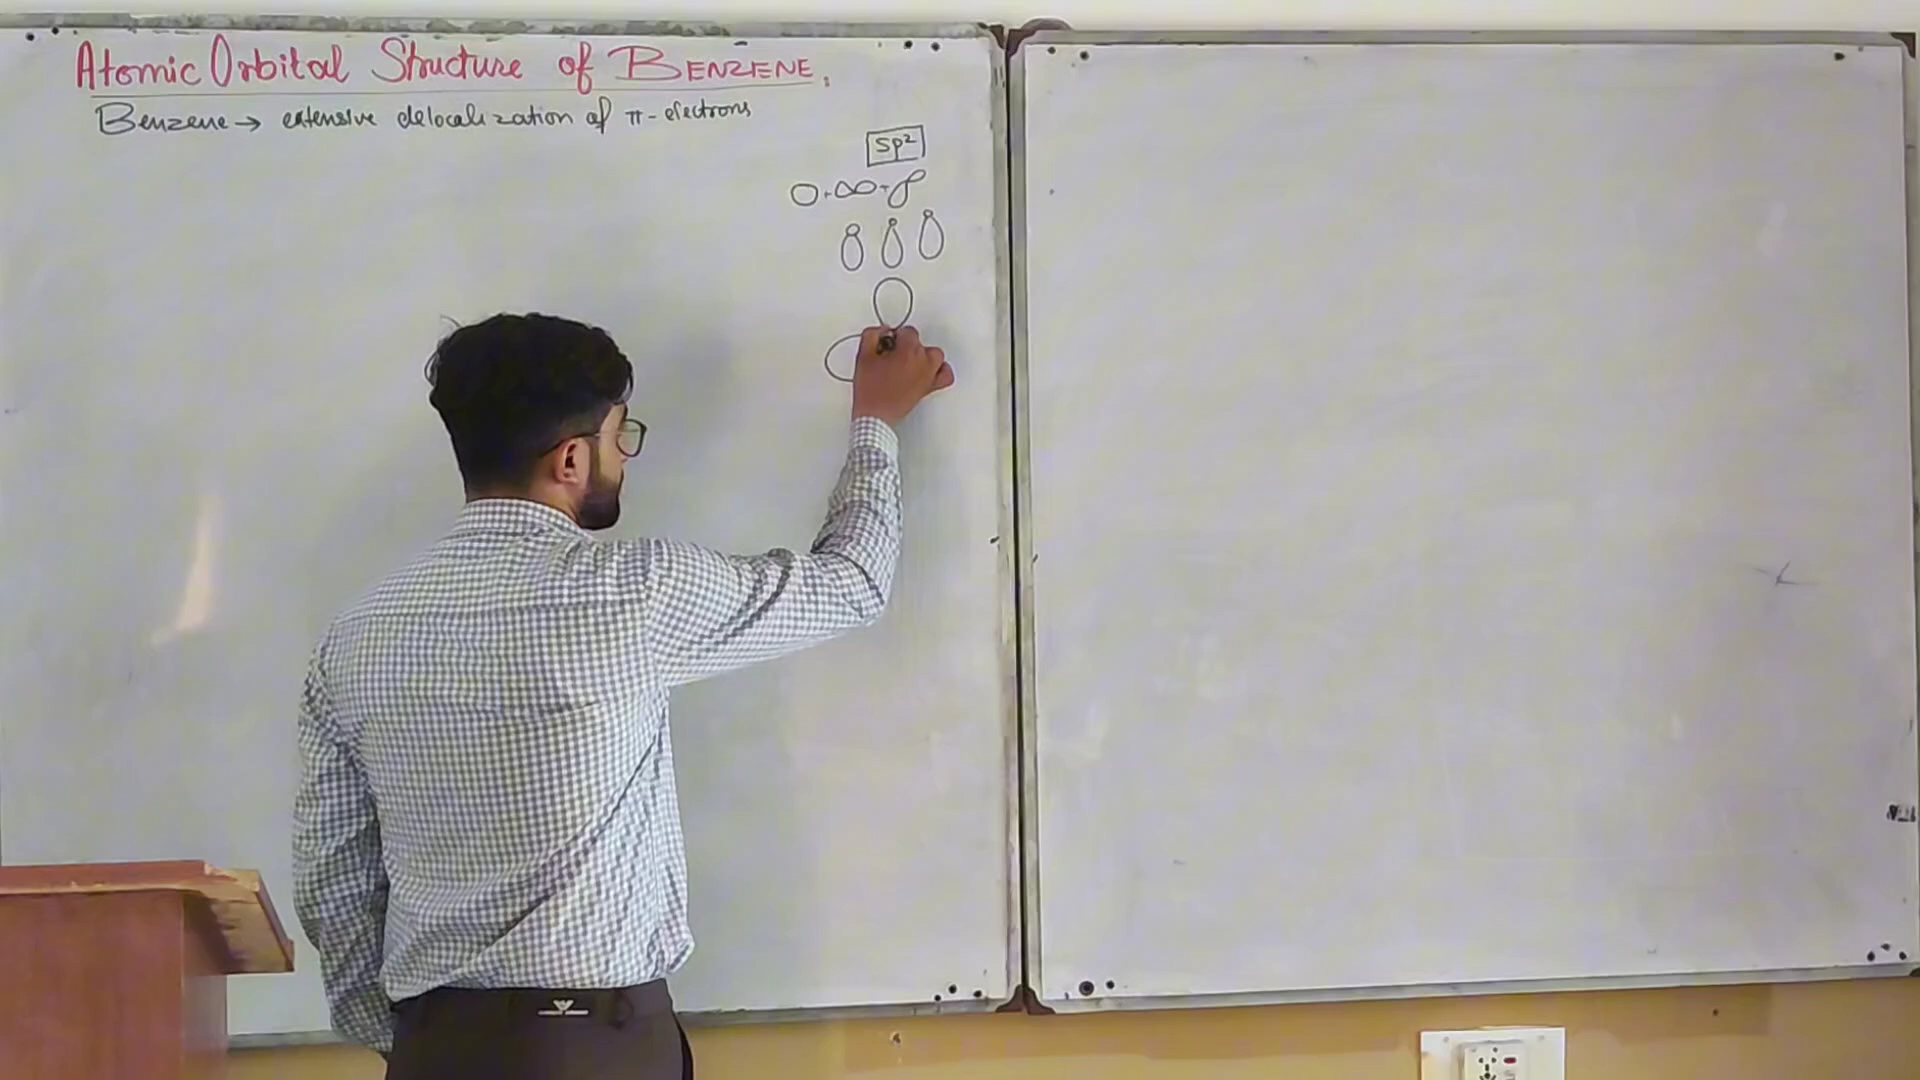 Atomic Orbital Structure of BENZENE.
Benzene → extensive delocalization of π-electrons
sp²